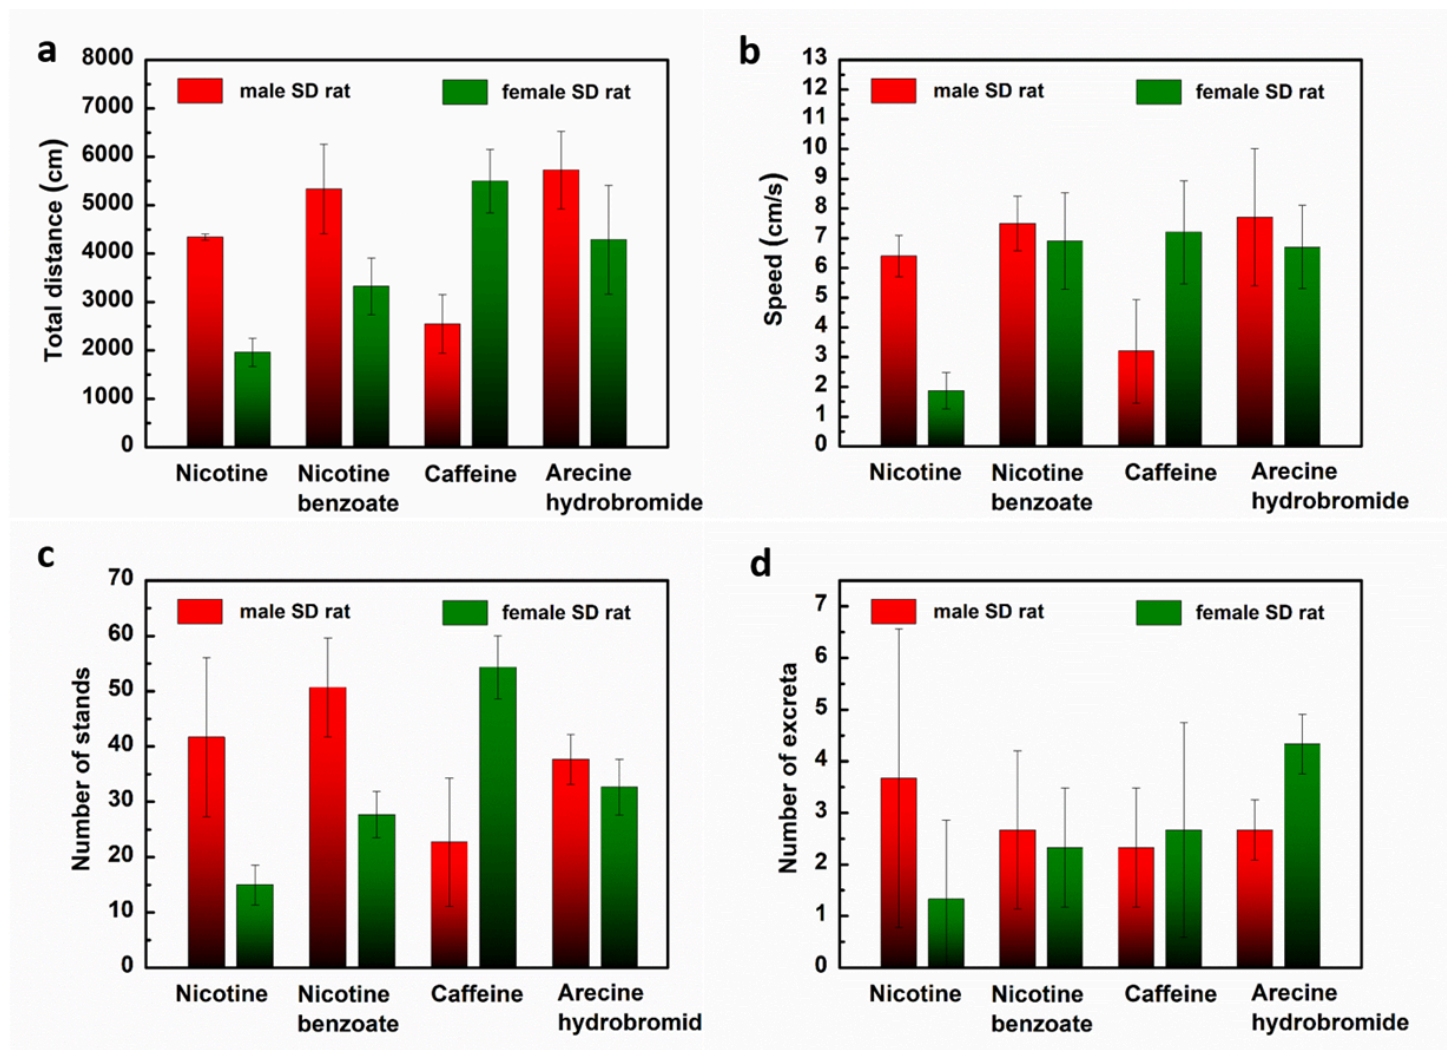 a
8000
7000
6000
5000
4000
3000
2000
1000
0
Total distance (cm)
male SD rat
female SD rat
Nicotine
Nicotine
benzoate
Caffeine
Arecine
hydrobromide
b
13
12
11
10
9
8
7
6
5
4
3
2
1
0
Speed (cm/s)
male SD rat
female SD rat
Nicotine
Nicotine
benzoate
Caffeine
Arecine
hydrobromide
c
70
60
50
40
30
20
10
0
Number of stands
male SD rat
female SD rat
Nicotine
Nicotine
benzoate
Caffeine
Arecine
hydrobromid
d
7
6
5
4
3
2
1
0
Number of excreta
male SD rat
female SD rat
Nicotine
Nicotine
benzoate
Caffeine
Arecine
hydrobromide